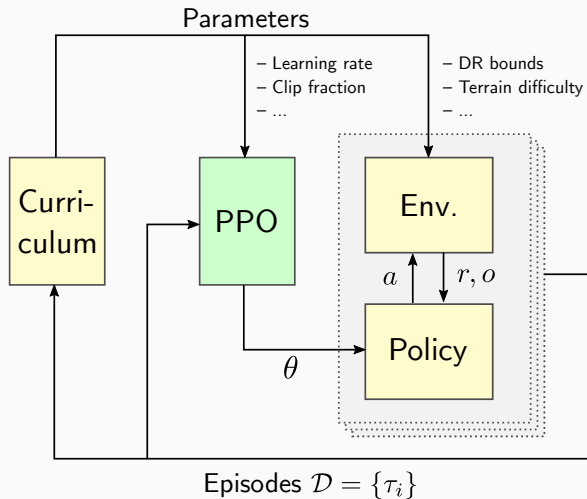 Parameters
– Learning rate
– Clip fraction
– ...
– DR bounds
– Terrain difficulty
– ...
Curri-
culum
PPO
Env.
a
r, o
Policy
θ
Episodes 𝒟 = {τᵢ}